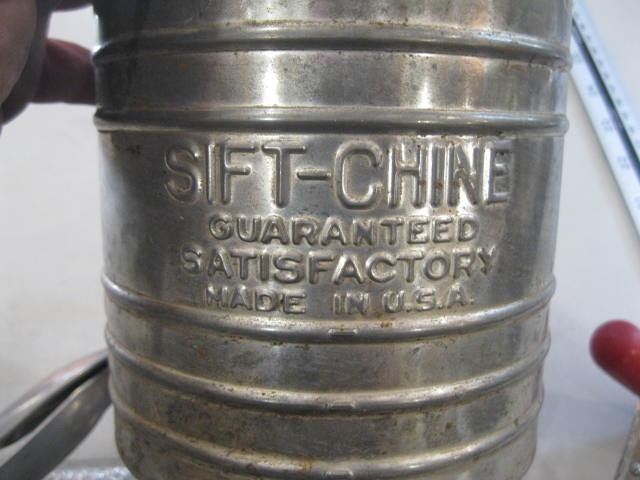 SIFT-CHINE
GUARANTEED
SATISFACTORY
MADE IN U.S.A.